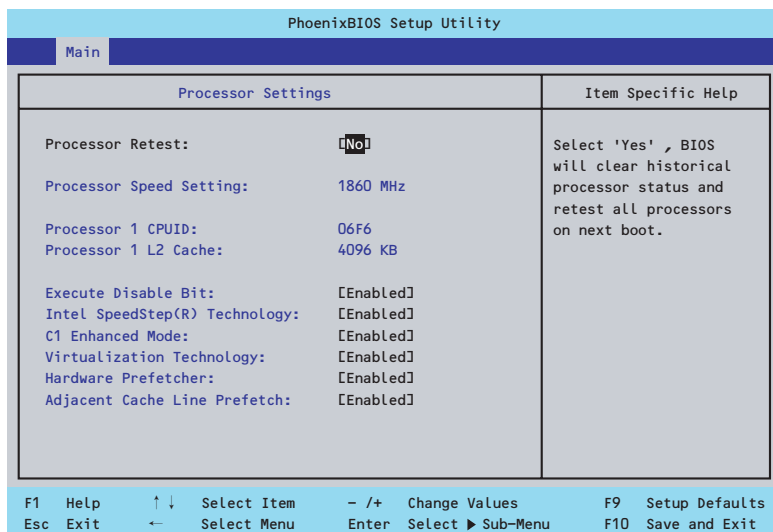 PhoenixBIOS Setup Utility
Main
Processor Settings
Item Specific Help
Processor Retest: [No]
Processor Speed Setting: 1860 MHz
Processor 1 CPUID: 06F6
Processor 1 L2 Cache: 4096 KB
Execute Disable Bit: [Enabled]
Intel SpeedStep(R) Technology: [Enabled]
C1 Enhanced Mode: [Enabled]
Virtualization Technology: [Enabled]
Hardware Prefetcher: [Enabled]
Adjacent Cache Line Prefetch: [Enabled]
Select 'Yes' , BIOS
will clear historical
processor status and
retest all processors
on next boot.
F1 Help ↑↓ Select Item - /+ Change Values F9 Setup Defaults
Esc Exit ← Select Menu Enter Select ▶ Sub-Menu F10 Save and Exit